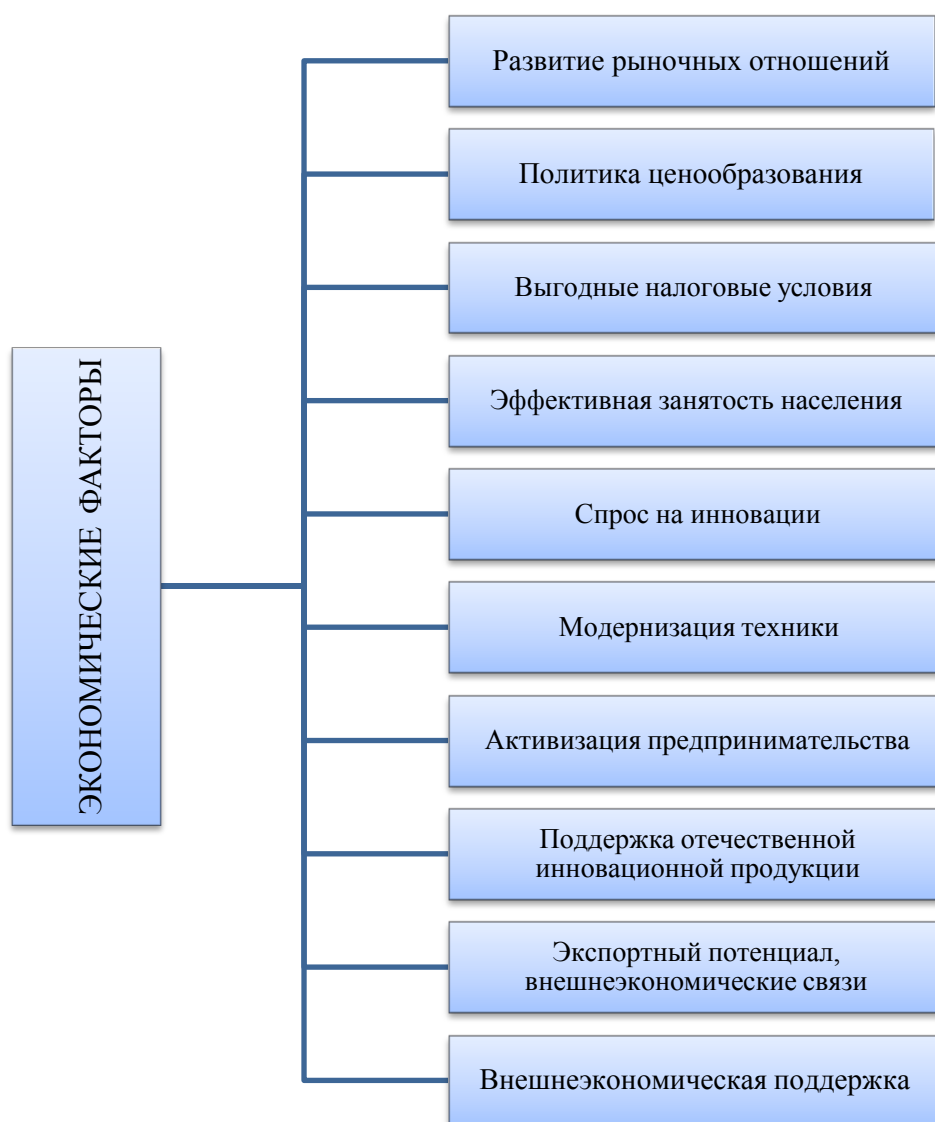 ЭКОНОМИЧЕСКИЕ ФАКТОРЫ
Развитие рыночных отношений
Политика ценообразования
Выгодные налоговые условия
Эффективная занятость населения
Спрос на инновации
Модернизация техники
Активизация предпринимательства
Поддержка отечественной
инновационной продукции
Экспортный потенциал,
внешнеэкономические связи
Внешнеэкономическая поддержка